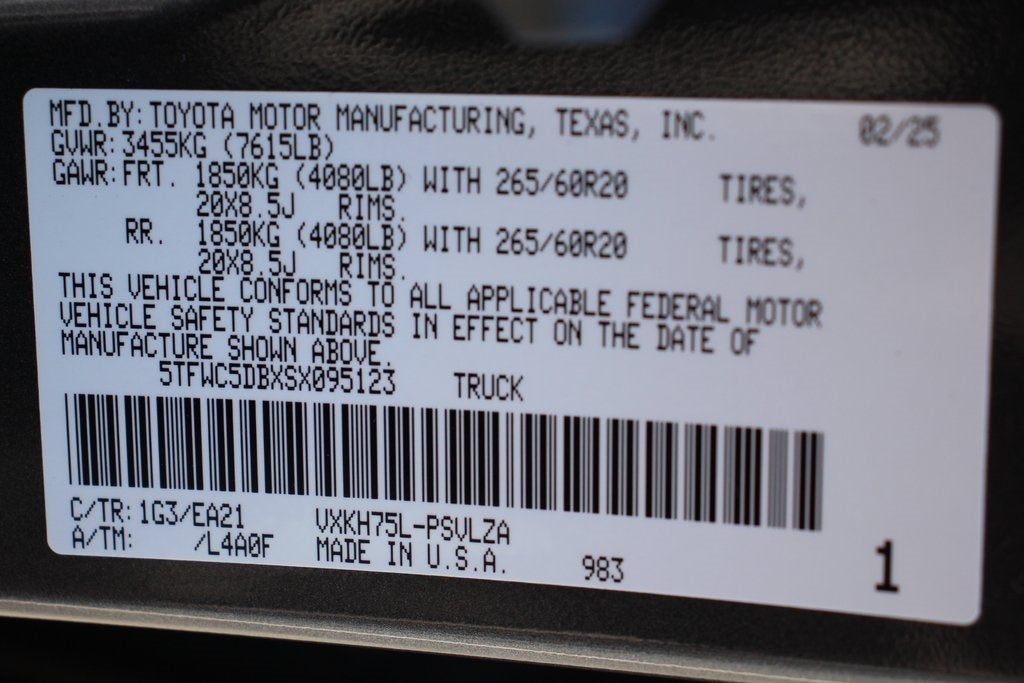 MFD.BY: TOYOTA MOTOR MANUFACTURING, TEXAS, INC. 02/25
GVWR: 3455KG (7615LB)
GAWR: FRT. 1850KG (4080LB) WITH 265/60R20 TIRES,
20X8.5J RIMS.
RR. 1850KG (4080LB) WITH 265/60R20 TIRES,
20X8.5J RIMS.
THIS VEHICLE CONFORMS TO ALL APPLICABLE FEDERAL MOTOR
VEHICLE SAFETY STANDARDS IN EFFECT ON THE DATE OF
MANUFACTURE SHOWN ABOVE.
5TFWC5DBXSX095123 TRUCK
C/TR: 1G3/EA21 VXKH75L-PSVLZA
A/TM: /L4A0F MADE IN U.S.A. 983 1